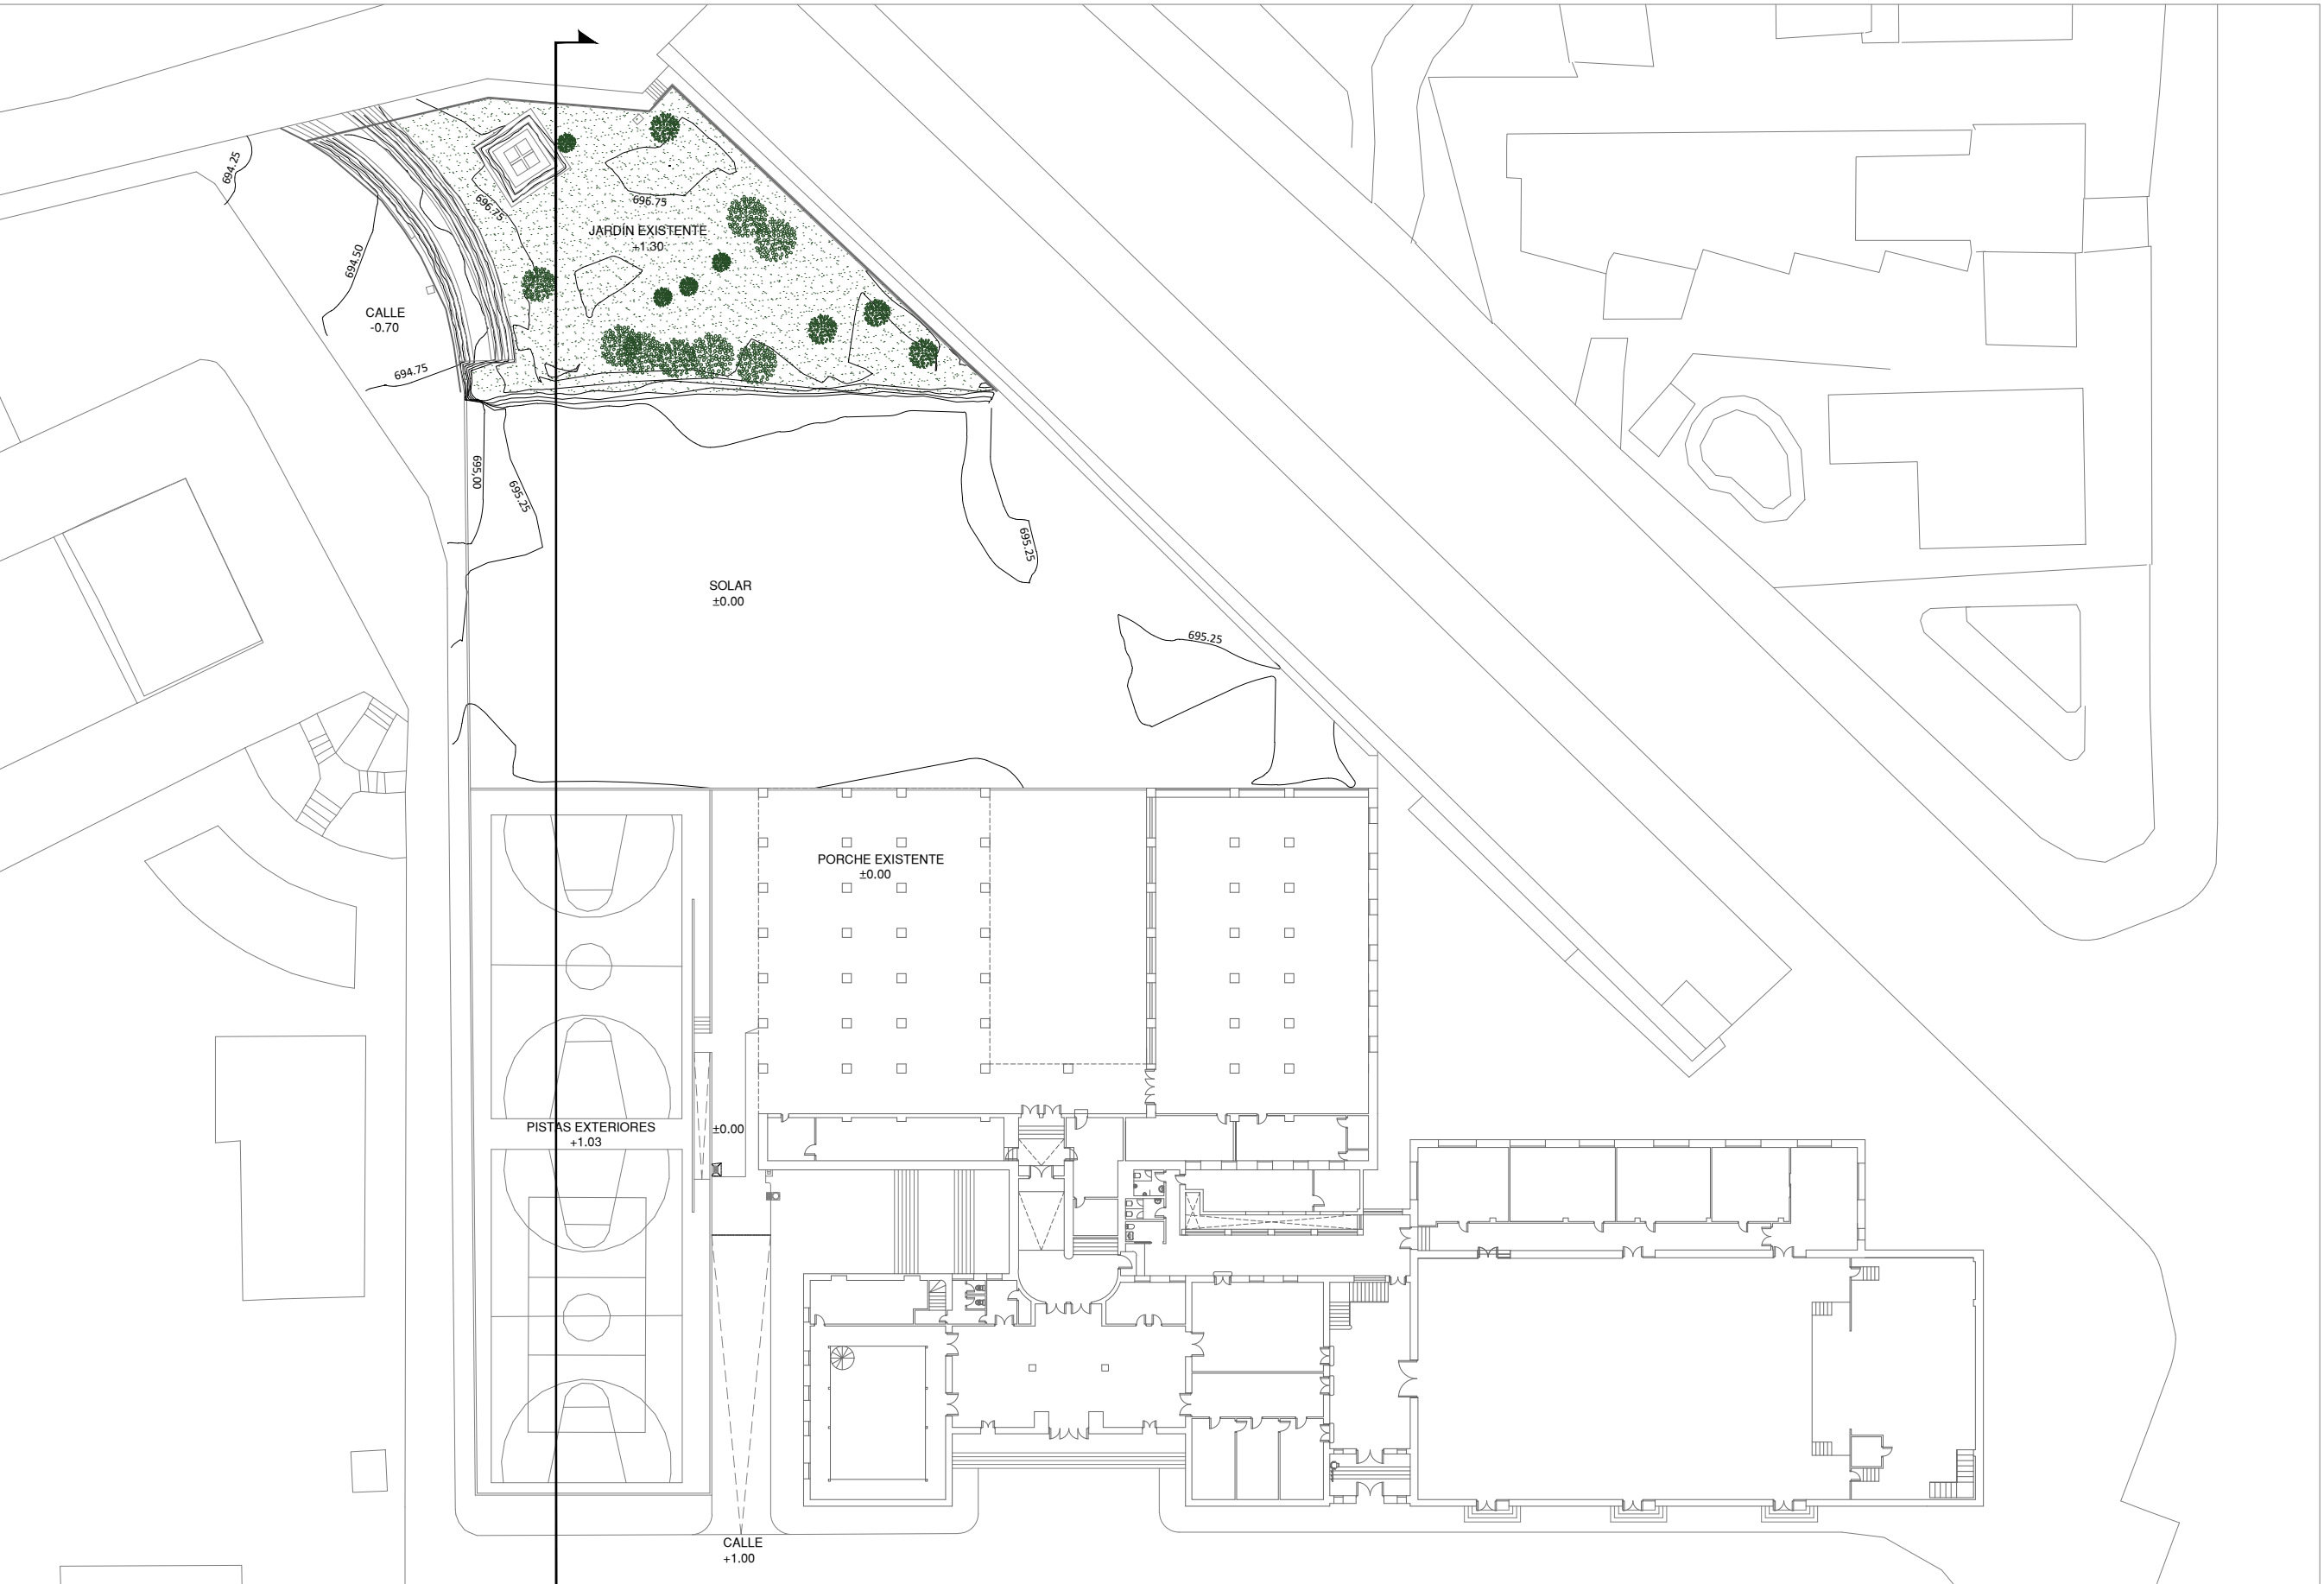 694.25
696.75
696.75
JARDÍN EXISTENTE
+1.30
694.50
CALLE
-0.70
694.75
695,00
695.25
695.25
SOLAR
±0.00
695.25
PORCHE EXISTENTE
±0.00
PISTAS EXTERIORES
+1.03
±0.00
CALLE
+1.00